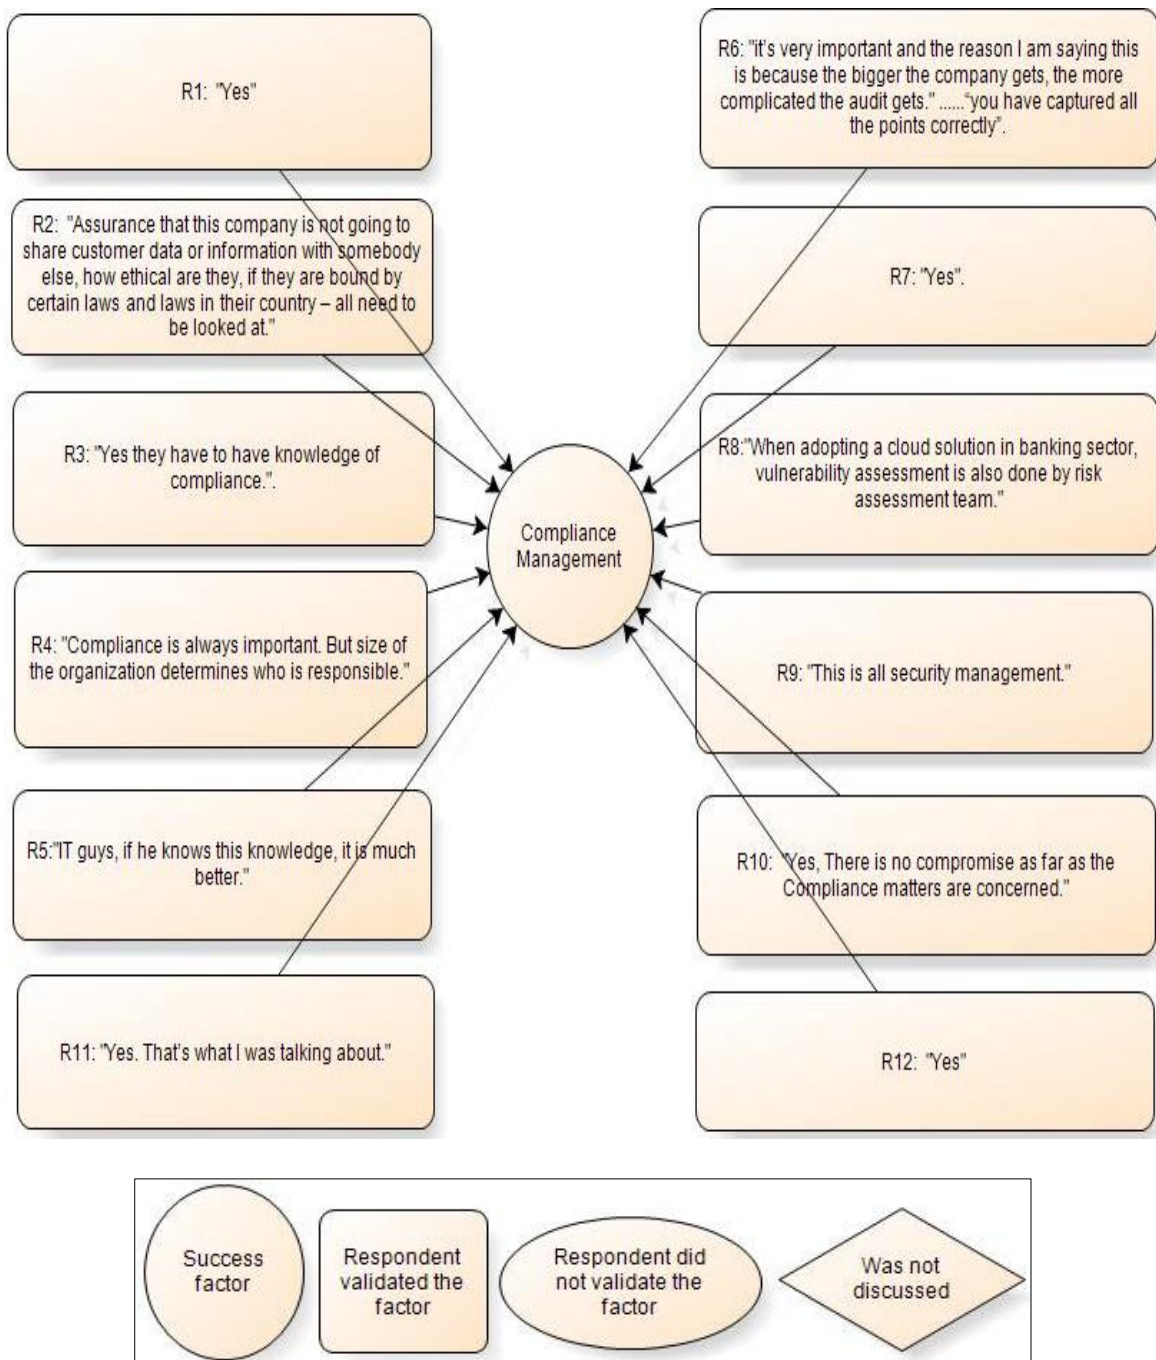 R1: "Yes"
R2:  "Assurance that this company is not going to
share customer data or information with somebody
else, how ethical are they, if they are bound by
certain laws and laws in their country – all need to
be looked at."
R3: "Yes they have to have knowledge of
compliance.".
R4: "Compliance is always important. But size of
the organization determines who is responsible."
R5:"IT guys, if he knows this knowledge, it is much
better."
R11: "Yes. That's what I was talking about."
Compliance
Management
R6: "it's very important and the reason I am saying this
is because the bigger the company gets, the more
complicated the audit gets." ......“you have captured all
the points correctly”.
R7: "Yes".
R8:"When adopting a cloud solution in banking sector,
vulnerability assessment is also done by risk
assessment team."
R9: "This is all security management."
R10:  "Yes, There is no compromise as far as the
Compliance matters are concerned."
R12:  "Yes"
Success
factor
Respondent
validated the
factor
Respondent did
not validate the
factor
Was not
discussed